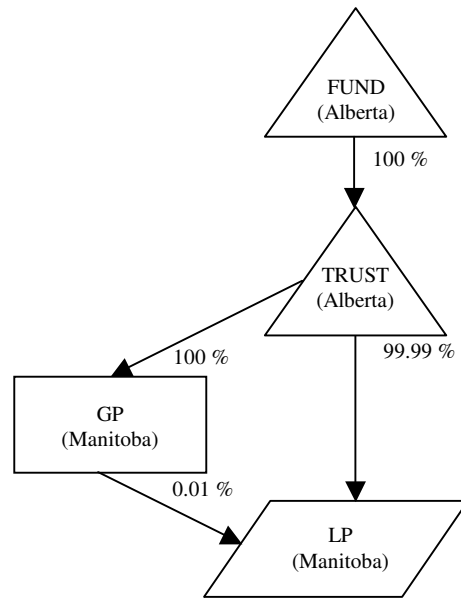 FUND
(Alberta)
100 %
TRUST
(Alberta)
100 %
99.99 %
GP
(Manitoba)
0.01 %
LP
(Manitoba)